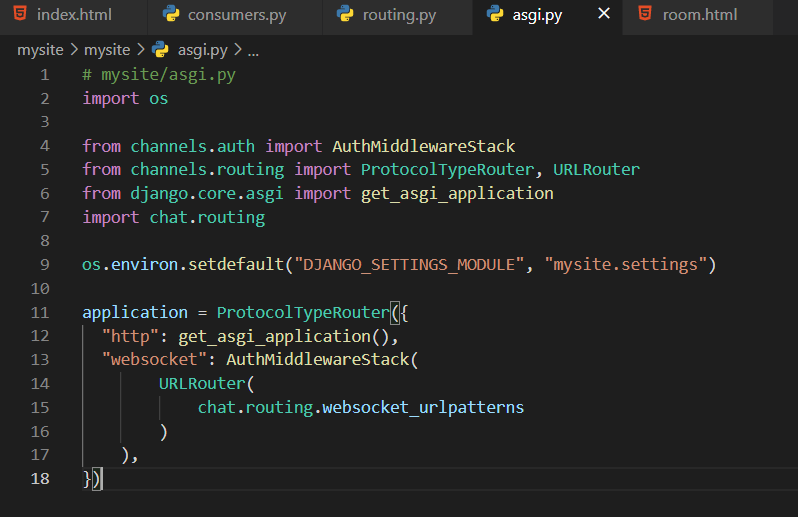 index.html consumers.py routing.py asgi.py × room.html
mysite > mysite > asgi.py > ...
1 # mysite/asgi.py
2 import os
3
4 from channels.auth import AuthMiddlewareStack
5 from channels.routing import ProtocolTypeRouter, URLRouter
6 from django.core.asgi import get_asgi_application
7 import chat.routing
8
9 os.environ.setdefault("DJANGO_SETTINGS_MODULE", "mysite.settings")
10
11 application = ProtocolTypeRouter({
12   "http": get_asgi_application(),
13   "websocket": AuthMiddlewareStack(
14         URLRouter(
15             chat.routing.websocket_urlpatterns
16         )
17     ),
18 })